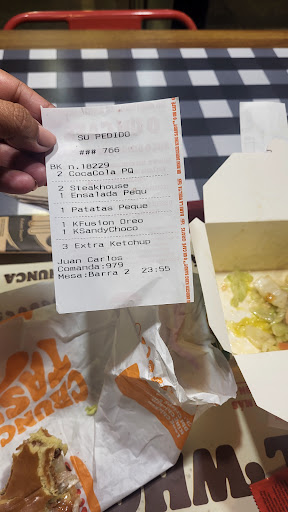 SU PEDIDO
### 766
BK n.18229
2 CocaCola PQ
2 Steakhouse
1 Ensalada Pequ
1 Patatas Peque
1 KFusion Oreo
1 KSandyChoco
3 Extra Ketchup
Juan Carlos
Comanda:979
Mesa:Barra 2 23:55